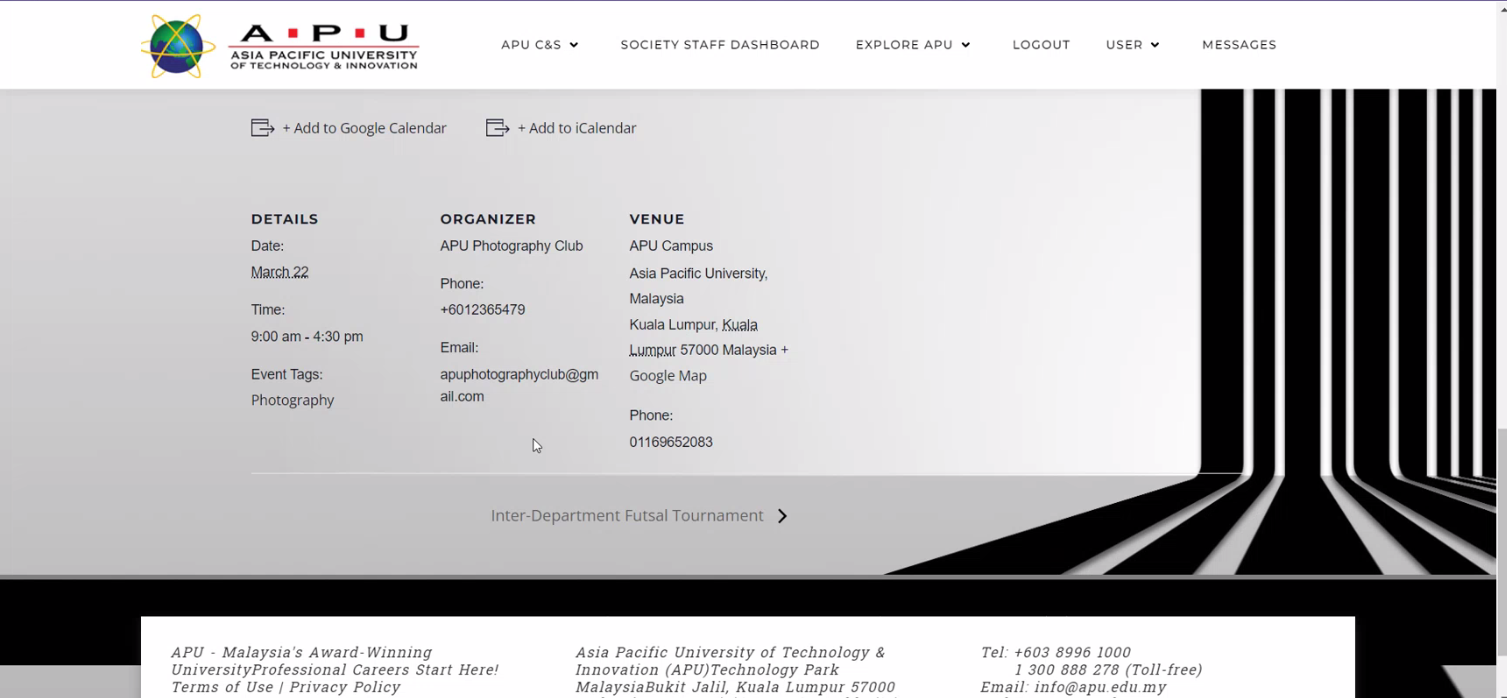 A P U
ASIA PACIFIC UNIVERSITY
OF TECHNOLOGY & INNOVATION
APU C&S
SOCIETY STAFF DASHBOARD
EXPLORE APU
LOGOUT
USER
MESSAGES
+ Add to Google Calendar
+ Add to iCalendar
DETAILS
Date:
March 22
Time:
9:00 am - 4:30 pm
Event Tags:
Photography
ORGANIZER
APU Photography Club
Phone:
+6012365479
Email:
apuphotographyclub@gm
ail.com
VENUE
APU Campus
Asia Pacific University,
Malaysia
Kuala Lumpur, Kuala
Lumpur 57000 Malaysia +
Google Map
Phone:
01169652083
Inter-Department Futsal Tournament
APU - Malaysia's Award-Winning
UniversityProfessional Careers Start Here!
Terms of Use | Privacy Policy
Asia Pacific University of Technology &
Innovation (APU)Technology Park
MalaysiaBukit Jalil, Kuala Lumpur 57000
Tel: +603 8996 1000
1 300 888 278 (Toll-free)
Email: info@apu.edu.my